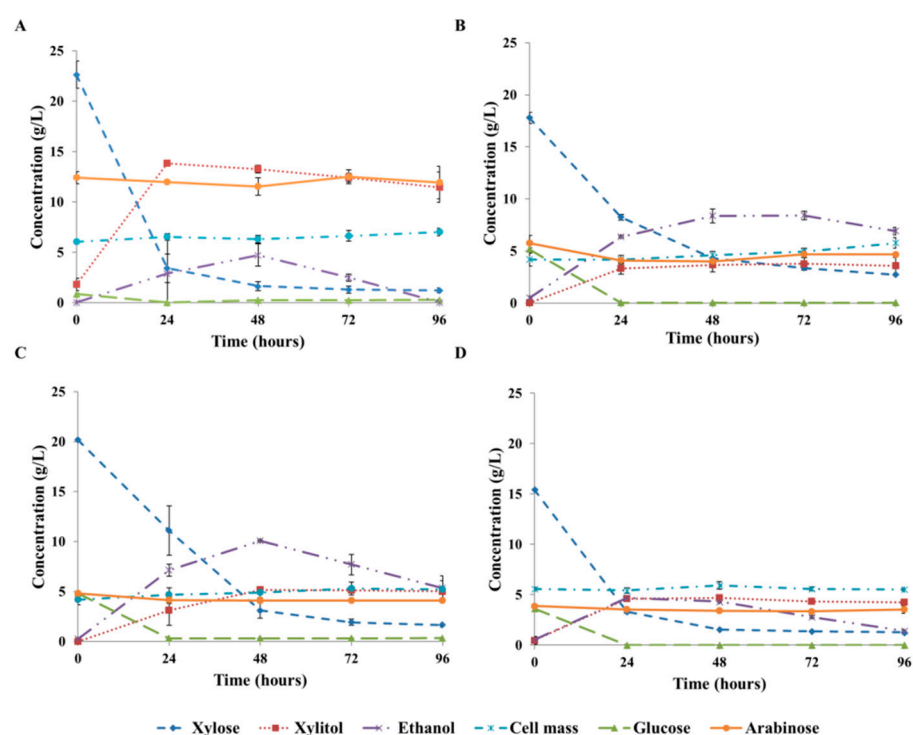 A
Concentration (g/L)
25
20
15
10
5
0
0 24 48 72 96
Time (hours)
B
Concentration (g/L)
25
20
15
10
5
0
0 24 48 72 96
Time (hours)
C
Concentration (g/L)
25
20
15
10
5
0
0 24 48 72 96
Time (hours)
D
Concentration (g/L)
25
20
15
10
5
0
0 24 48 72 96
Time (hours)
Xylose Xylitol Ethanol Cell mass Glucose Arabinose